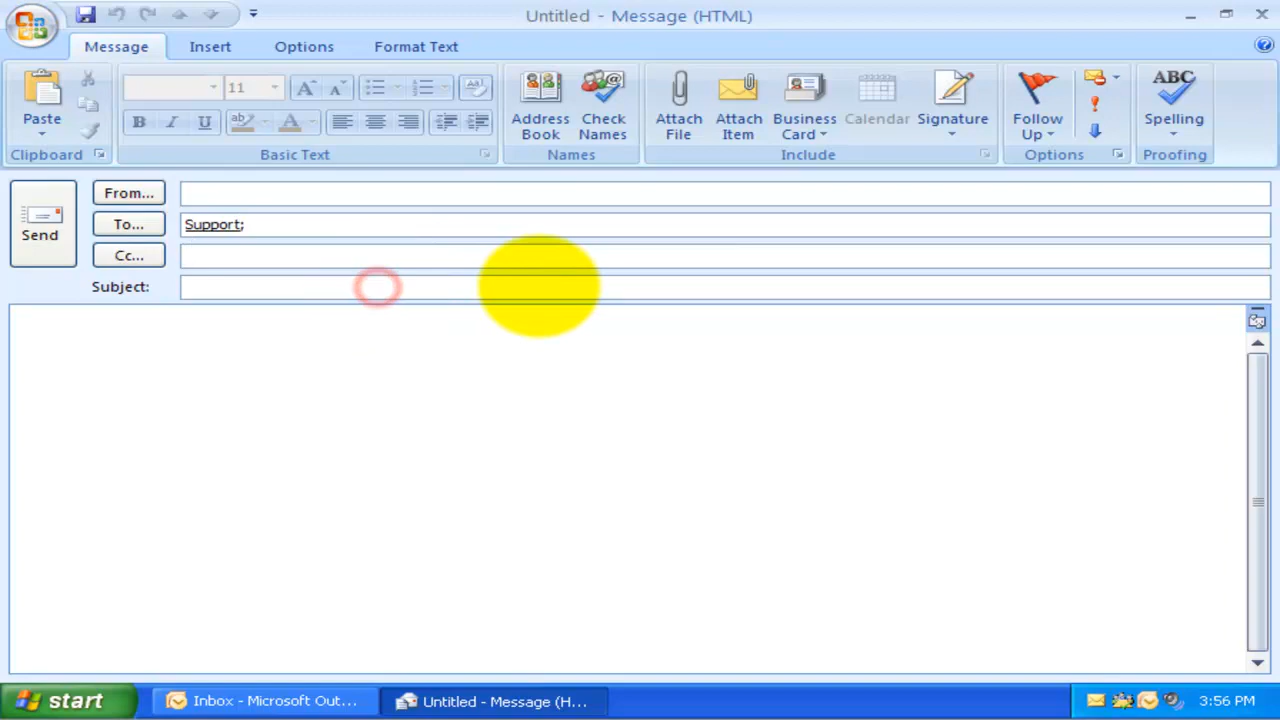 Untitled - Message (HTML)
Message Insert Options Format Text
Paste
Clipboard
11
B I U ab A
Basic Text
Address Book
Check Names
Names
Attach File
Attach Item
Business Card
Calendar
Signature
Include
Follow Up
Options
ABC
Spelling
Proofing
Send
From...
To... Support;
Cc...
Subject:
start Inbox - Microsoft Out... Untitled - Message (H... 3:56 PM